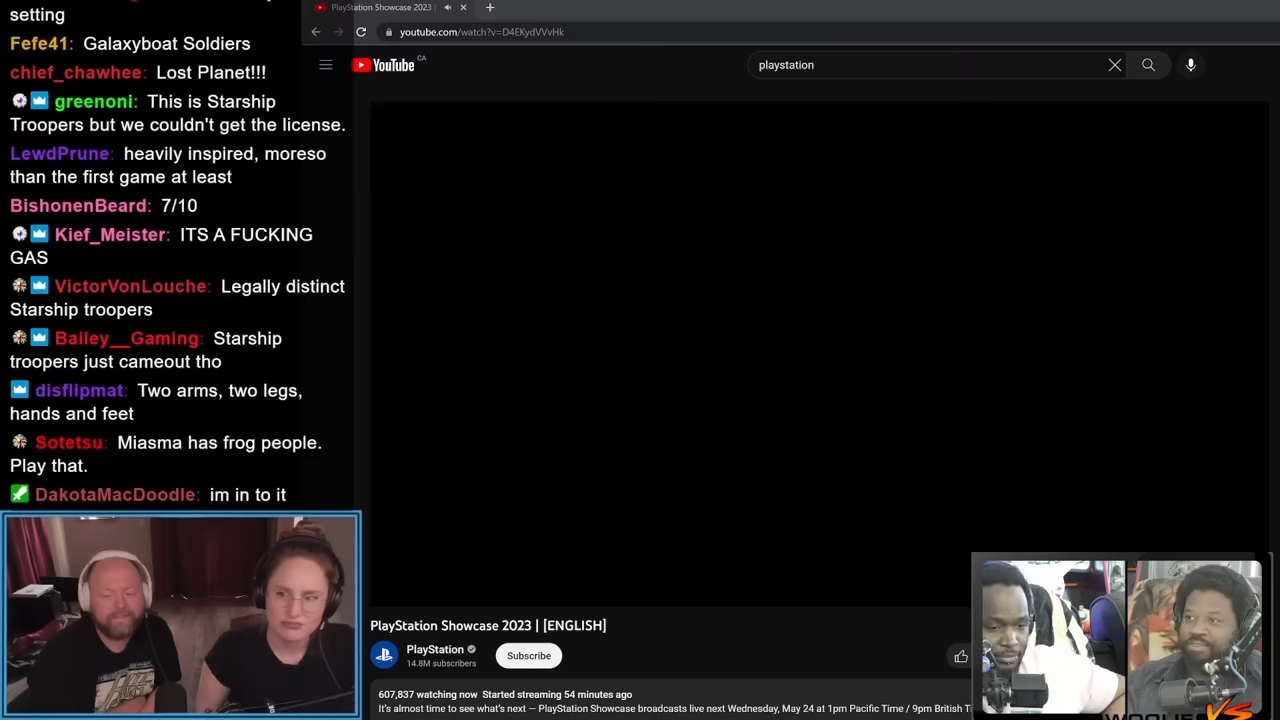 setting
Fefe41: Galaxyboat Soldiers
chief_chawhee: Lost Planet!!!
greenoni: This is Starship
Troopers but we couldn't get the license.
LewdPrune: heavily inspired, moreso
than the first game at least
BishonenBeard: 7/10
Kief_Meister: ITS A FUCKING
GAS
VictorVonLouche: Legally distinct
Starship troopers
Bailey__Gaming: Starship
troopers just cameout tho
disflipmat: Two arms, two legs,
hands and feet
Sotetsu: Miasma has frog people.
Play that.
DakotaMacDoodle: im in to it
PlayStation Showcase 2023 |
youtube.com/watch?v=D4EKydVVvHk
YouTube CA
playstation
PlayStation Showcase 2023 | [ENGLISH]
PlayStation
14.8M subscribers
Subscribe
607,837 watching now Started streaming 54 minutes ago
It's almost time to see what's next — PlayStation Showcase broadcasts live next Wednesday, May 24 at 1pm Pacific Time / 9pm British T
VS